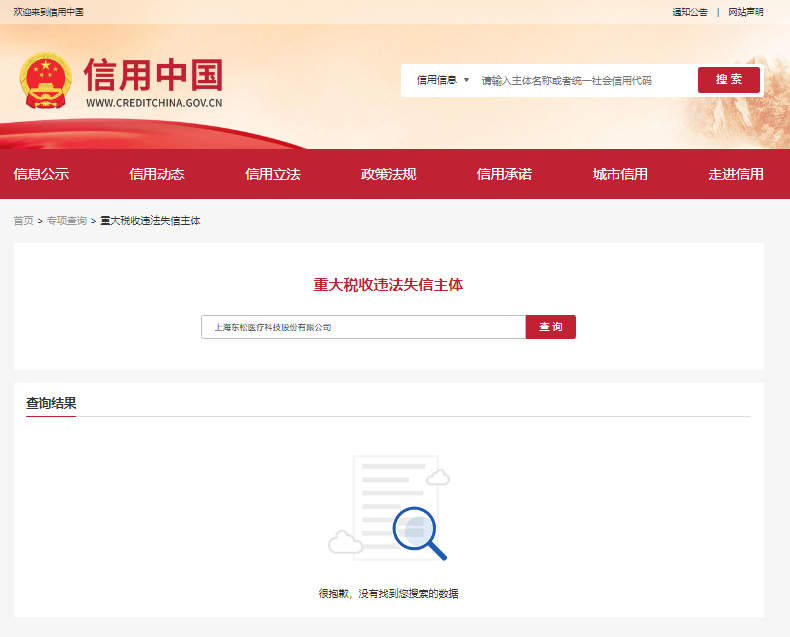 欢迎来到信用中国
通知公告 | 网站声明
信用中国
WWW.CREDITCHINA.GOV.CN
信用信息 请输入主体名称或者统一社会信用代码 搜索
信息公示 信用动态 信用立法 政策法规 信用承诺 城市信用 走进信用
首页 > 专项查询 > 重大税收违法失信主体
重大税收违法失信主体
上海东松医疗科技股份有限公司 查询
查询结果
很抱歉，没有找到您搜索的数据